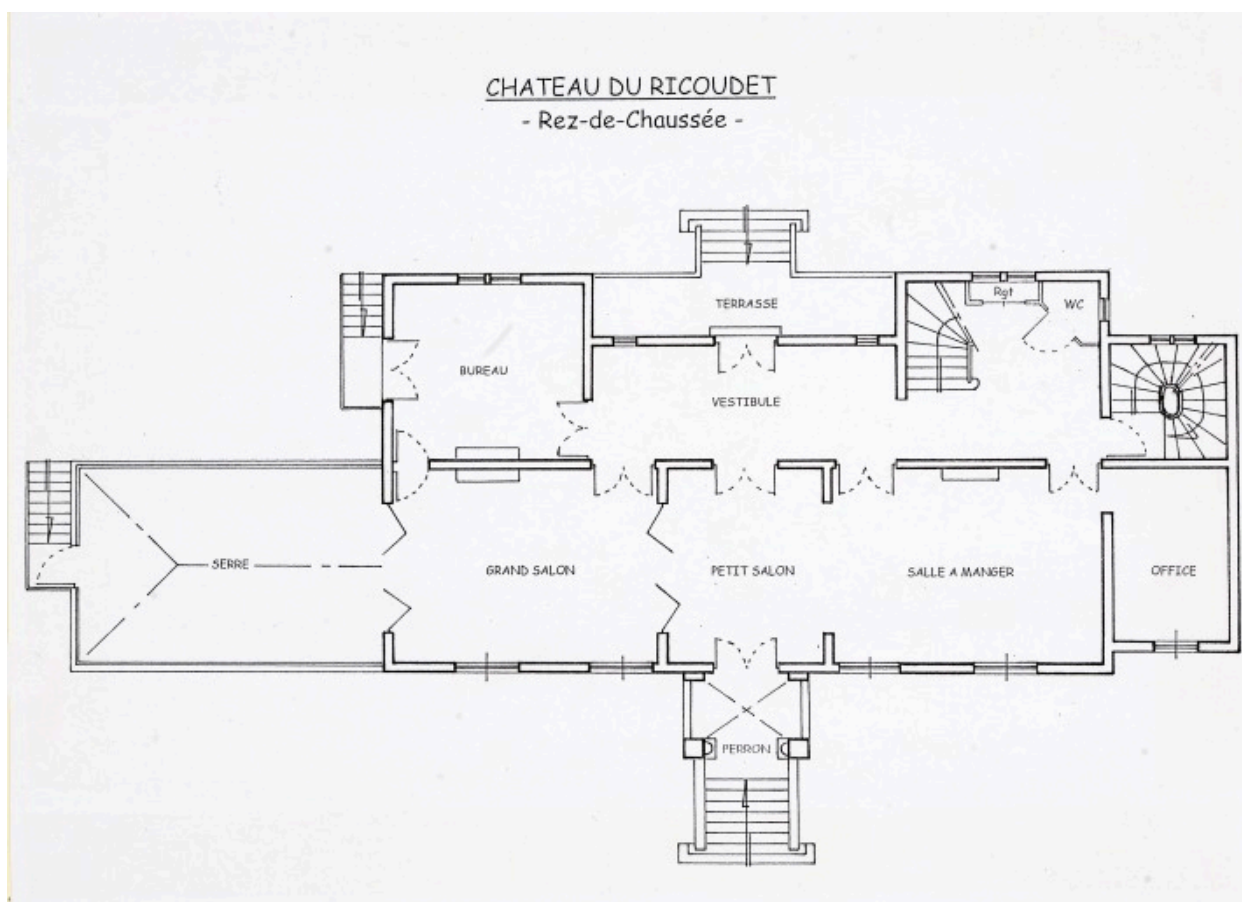 CHATEAU DU RICOUDET
- Rez-de-Chaussée -
Rgt
WC
TERRASSE
BUREAU
VESTIBULE
SERRE
GRAND SALON
PETIT SALON
SALLE A MANGER
OFFICE
PERRON